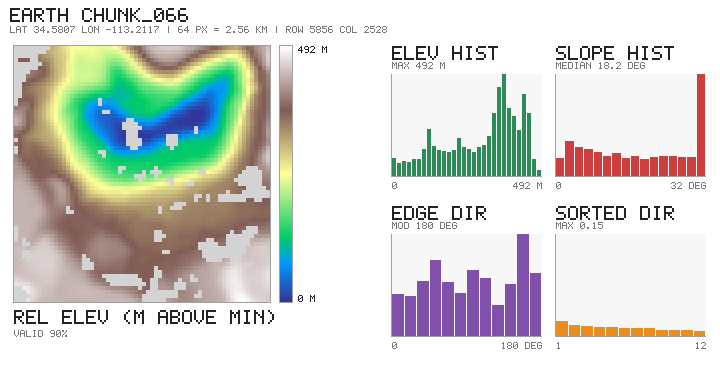 EARTH CHUNK_066
LAT 34.5807 LON -113.2117 | 64 PX = 2.56 KM | ROW 5856 COL 2528
492 M
0 M
REL ELEV (M ABOVE MIN)
VALID 90%
ELEV HIST
MAX 492 M
0 492 M
SLOPE HIST
MEDIAN 18.2 DEG
0 32 DEG
EDGE DIR
MOD 180 DEG
0 180 DEG
SORTED DIR
MAX 0.15
1 12